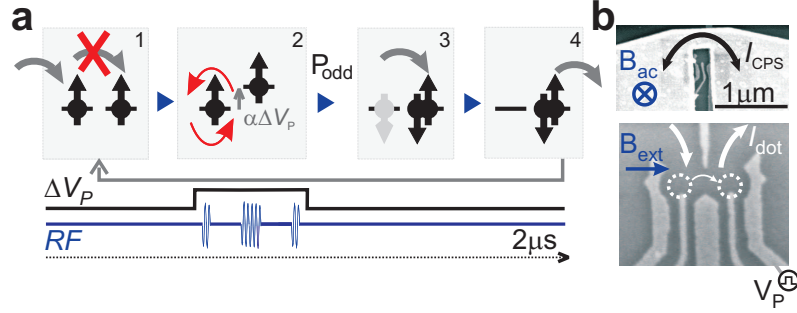 a
1
2
3
4
αΔV_P
P_odd
ΔV_P
RF
2μs
b
B_ac
I_CPS
1μm
B_ext
I_dot
V_P